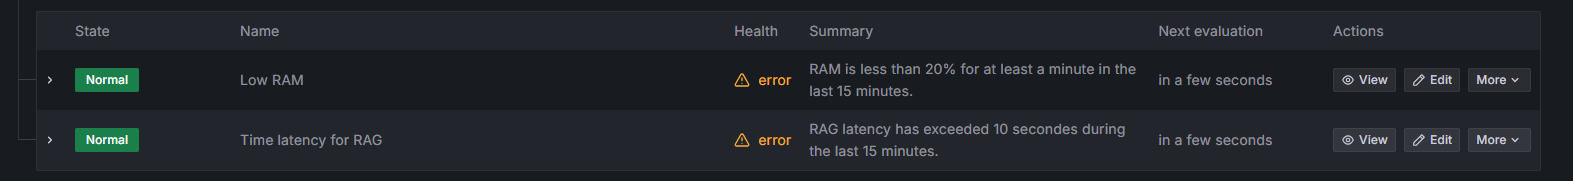 State Name Health Summary Next evaluation Actions
Normal Low RAM error RAM is less than 20% for at least a minute in the in a few seconds View Edit More
last 15 minutes.
Normal Time latency for RAG error RAG latency has exceeded 10 secondes during in a few seconds View Edit More
the last 15 minutes.